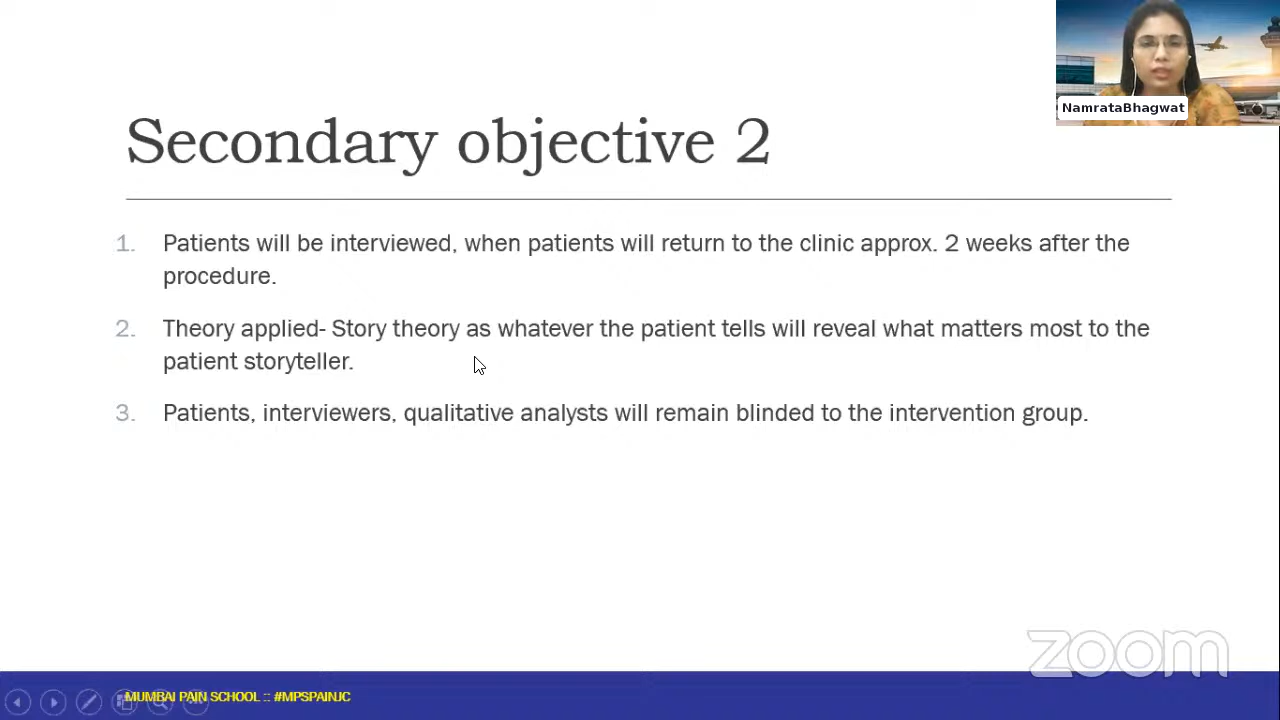 NamrataBhagwat
Secondary objective 2
1. Patients will be interviewed, when patients will return to the clinic approx. 2 weeks after the
procedure.
2. Theory applied- Story theory as whatever the patient tells will reveal what matters most to the
patient storyteller.
3. Patients, interviewers, qualitative analysts will remain blinded to the intervention group.
zoom
MUMBAI PAIN SCHOOL :: #MPSPAINJC